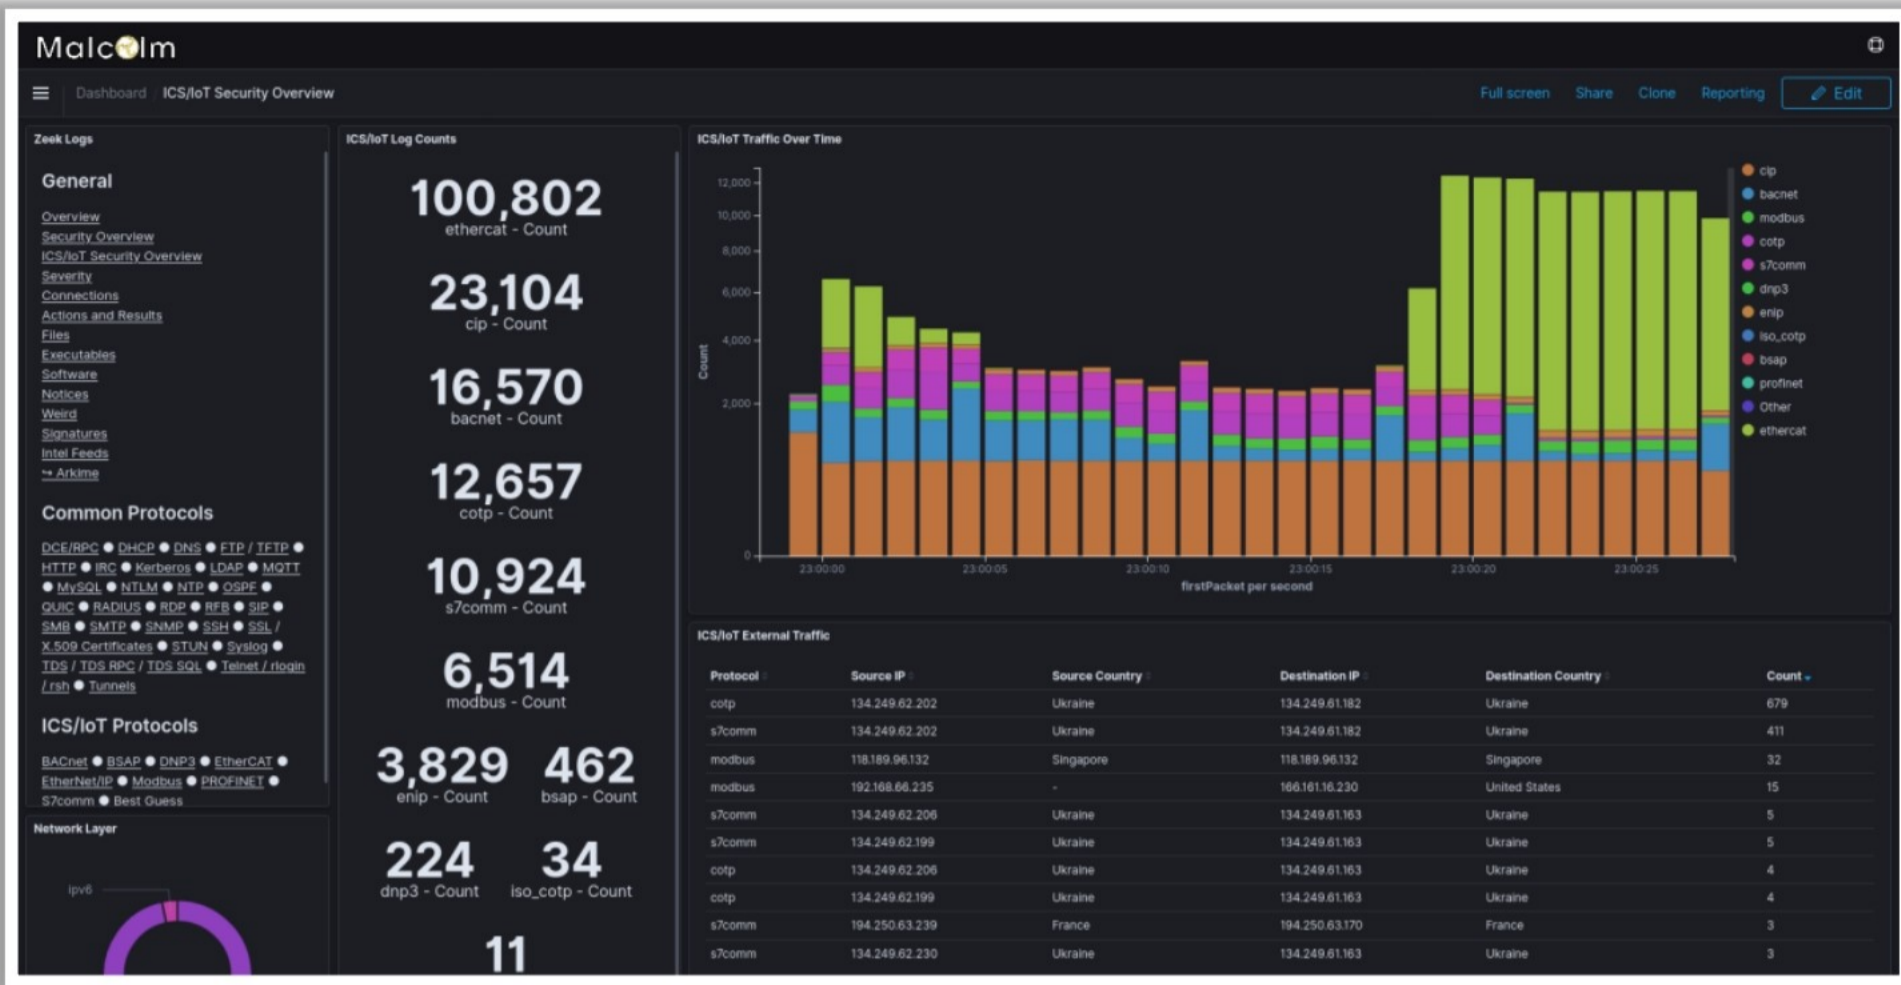 Malcolm
Dashboard / ICS/IoT Security Overview
Full screen Share Clone Reporting Edit
Zeek Logs
General
Overview
Security Overview
ICS/IoT Security Overview
Severity
Connections
Actions and Results
Files
Executables
Software
Notices
Weird
Signatures
Intel Feeds
↪ Arkime
Common Protocols
DCE/RPC ● DHCP ● DNS ● FTP / TFTP ●
HTTP ● IRC ● Kerberos ● LDAP ● MQTT
● MySQL ● NTLM ● NTP ● OSPF ●
QUIC ● RADIUS ● RDP ● RFB ● SIP ●
SMB ● SMTP ● SNMP ● SSH ● SSL /
X.509 Certificates ● STUN ● Syslog ●
TDS / TDS RPC / TDS SQL ● Telnet / rlogin
/ rsh ● Tunnels
ICS/IoT Protocols
BACnet ● BSAP ● DNP3 ● EtherCAT ●
EtherNet/IP ● Modbus ● PROFINET ●
S7comm ● Best Guess
Network Layer
ipv6
ICS/IoT Log Counts
100,802
ethercat - Count
23,104
cip - Count
16,570
bacnet - Count
12,657
cotp - Count
10,924
s7comm - Count
6,514
modbus - Count
3,829 462
enip - Count bsap - Count
224 34
dnp3 - Count iso_cotp - Count
11
ICS/IoT Traffic Over Time
Count
12,000
10,000
8,000
6,000
4,000
2,000
0
23:00:00 23:00:05 23:00:10 23:00:15 23:00:20 23:00:25
firstPacket per second
cip
bacnet
modbus
cotp
s7comm
dnp3
enip
iso_cotp
bsap
profinet
Other
ethercat
ICS/IoT External Traffic
Protocol Source IP Source Country Destination IP Destination Country Count
cotp 134.249.62.202 Ukraine 134.249.61.182 Ukraine 679
s7comm 134.249.62.202 Ukraine 134.249.61.182 Ukraine 411
modbus 118.189.96.132 Singapore 118.189.96.132 Singapore 32
modbus 192.168.66.235 - 166.161.16.230 United States 15
s7comm 134.249.62.206 Ukraine 134.249.61.163 Ukraine 5
s7comm 134.249.62.199 Ukraine 134.249.61.163 Ukraine 5
cotp 134.249.62.206 Ukraine 134.249.61.163 Ukraine 4
cotp 134.249.62.199 Ukraine 134.249.61.163 Ukraine 4
s7comm 194.250.63.239 France 194.250.63.170 France 3
s7comm 134.249.62.230 Ukraine 134.249.61.163 Ukraine 3